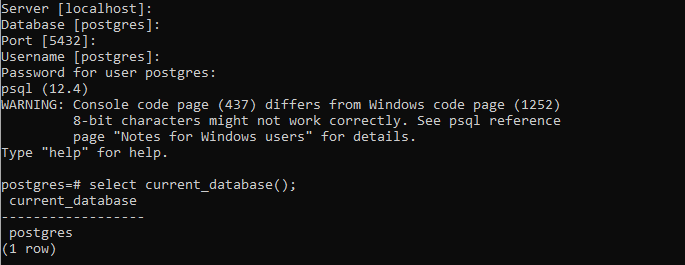 Server [localhost]:
Database [postgres]:
Port [5432]:
Username [postgres]:
Password for user postgres:
psql (12.4)
WARNING: Console code page (437) differs from Windows code page (1252)
         8-bit characters might not work correctly. See psql reference
         page "Notes for Windows users" for details.
Type "help" for help.

postgres=# select current_database();
 current_database
------------------
 postgres
(1 row)